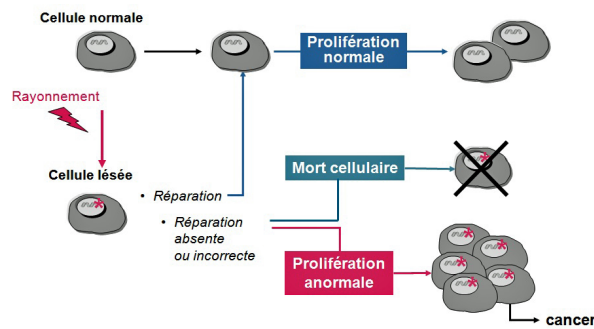 Cellule normale
Prolifération
normale
Rayonnement
Cellule lésée
• Réparation
Mort cellulaire
• Réparation
absente
ou incorrecte
Prolifération
anormale
cancer